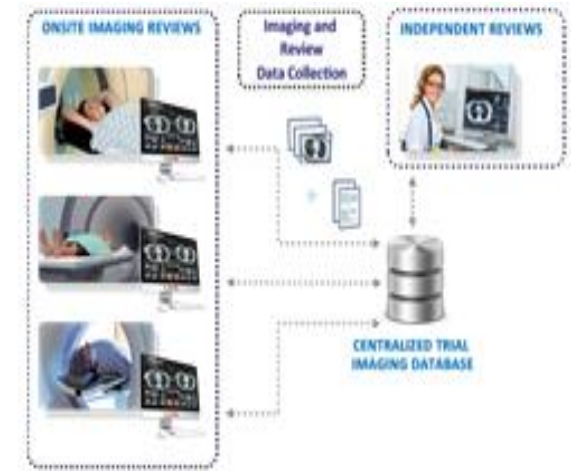 ONSITE IMAGING REVIEWS
Imaging and
Review
Data Collection
INDEPENDENT REVIEWS
CENTRALIZED TRIAL
IMAGING DATABASE